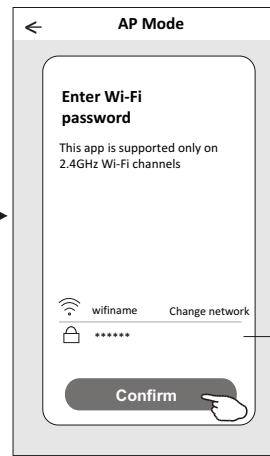 AP Mode
Enter Wi-Fi
password
This app is supported only on
2.4GHz Wi-Fi channels
wifiname Change network
******
Confirm